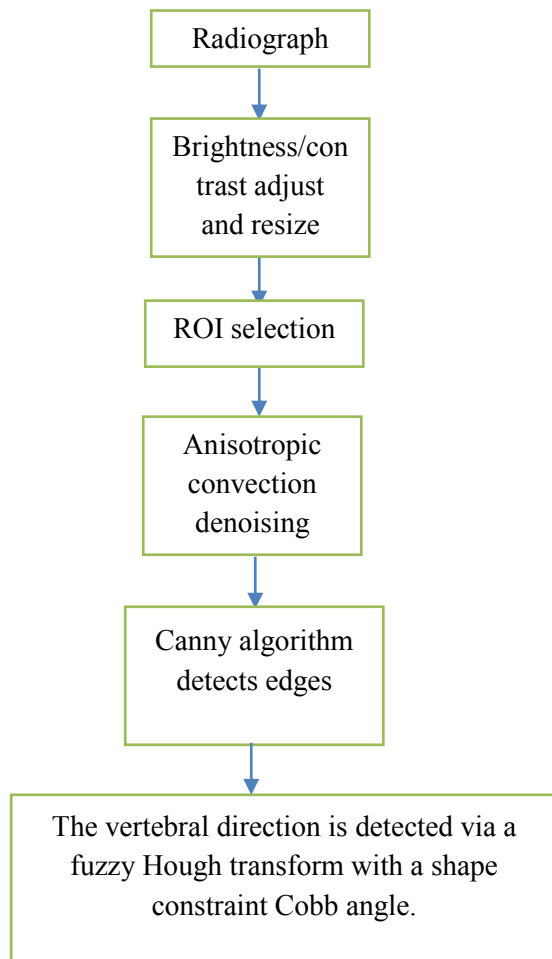 Radiograph
Brightness/con
trast adjust
and resize
ROI selection
Anisotropic
convection
denoising
Canny algorithm
detects edges
The vertebral direction is detected via a
fuzzy Hough transform with a shape
constraint Cobb angle.